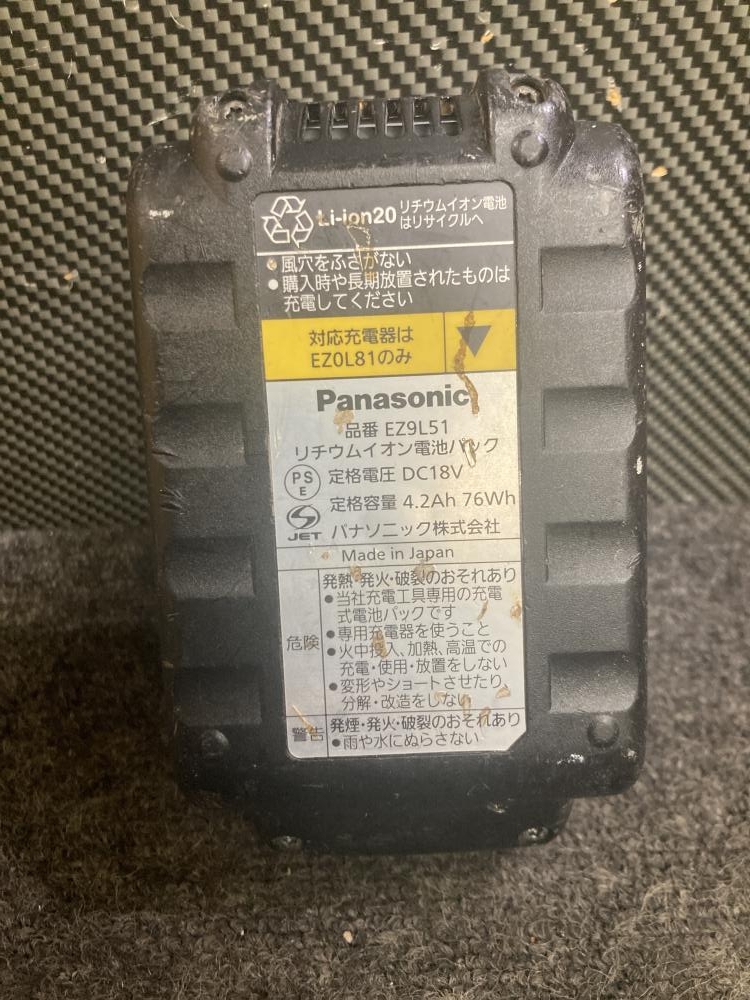 Li-ion20 リチウムイオン電池
はリサイクルへ
●風穴をふさがない
●購入時や長期放置されたものは
充電してください
対応充電器は
EZ0L81のみ
Panasonic
品番 EZ9L51
リチウムイオン電池パック
PS
E
定格電圧 DC18V
定格容量 4.2Ah 76Wh
JET
パナソニック株式会社
Made in Japan
危険
発熱・発火・破裂のおそれあり
●当社充電工具専用の充電
式電池パックです
●専用充電器を使うこと
●火中投入、加熱、高温での
充電・使用・放置をしない
●変形やショートさせたり、
分解・改造をしない
警告
発煙・発火・破裂のおそれあり
●雨や水にぬらさない